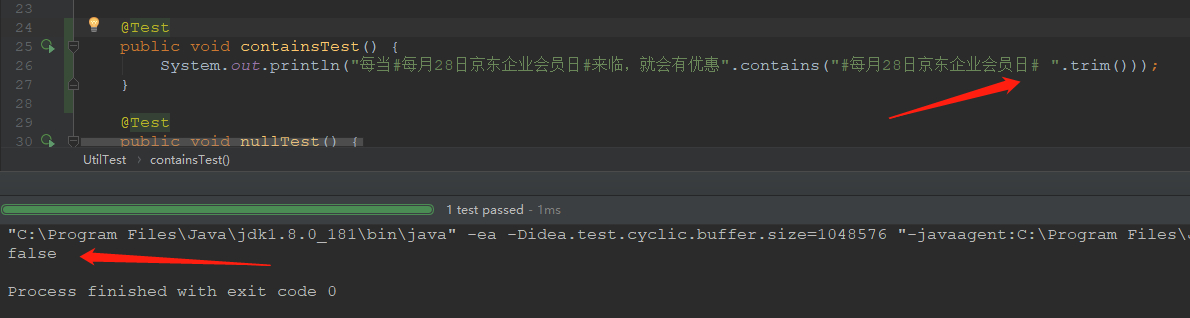 23
24 @Test
25 public void containsTest() {
26 System.out.println("每当#每月28日京东企业会员日#来临，就会有优惠".contains("#每月28日京东企业会员日# ".trim()));
27 }
28
29 @Test
30 public void nullTest() {
UtilTest › containsTest()
1 test passed - 1ms
"C:\Program Files\Java\jdk1.8.0_181\bin\java" -ea -Didea.test.cyclic.buffer.size=1048576 "-javaagent:C:\Program Files\J
false
Process finished with exit code 0